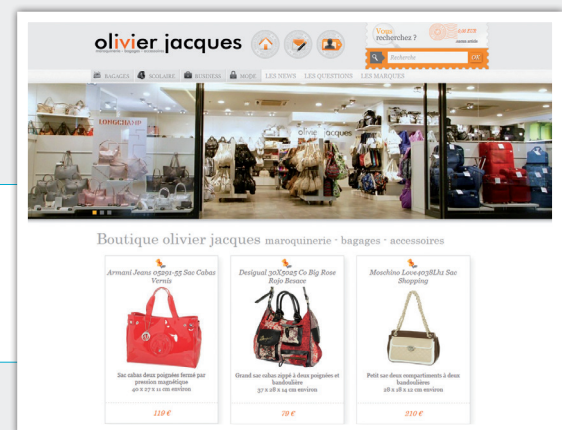 olivier jacques
maroquinerie - bagages - accessoires
Vous
recherchez ?
Recherche
OK
BAGAGES SCOLAIRE BUSINESS MODE LES NEWS LES QUESTIONS LES MARQUES
LONGCHAMP
olivier jacques
Boutique olivier jacques maroquinerie - bagages - accessoires
Armani Jeans 05291-55 Sac Cabas
Vernis
Sac cabas deux poignées fermé par
pression magnétique
40 x 27 x 11 cm environ
110 €
Desigual 30X5025 Co Big Rose
Rojo Besace
Grand sac cabas zippé à deux poignées et
bandoulière
37 x 28 x 14 cm environ
79 €
Moschino Love4038Lh1 Sac
Shopping
Petit sac deux compartiments à deux
bandoulières
28 x 18 x 12 cm environ
210 €